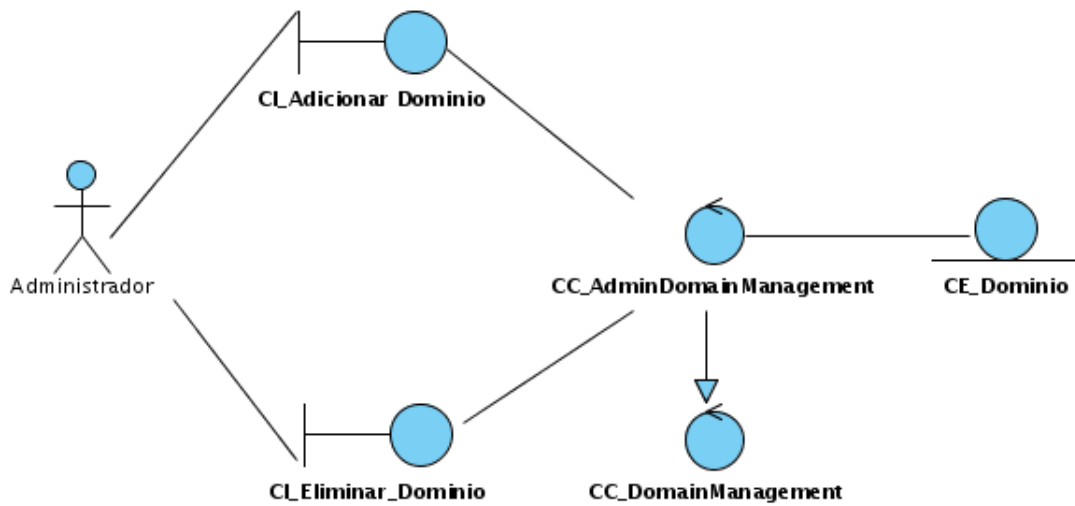 CI_Adicionar Dominio
Administrador
CC_AdminDomainManagement
CE_Dominio
CI_Eliminar_Dominio
CC_DomainManagement